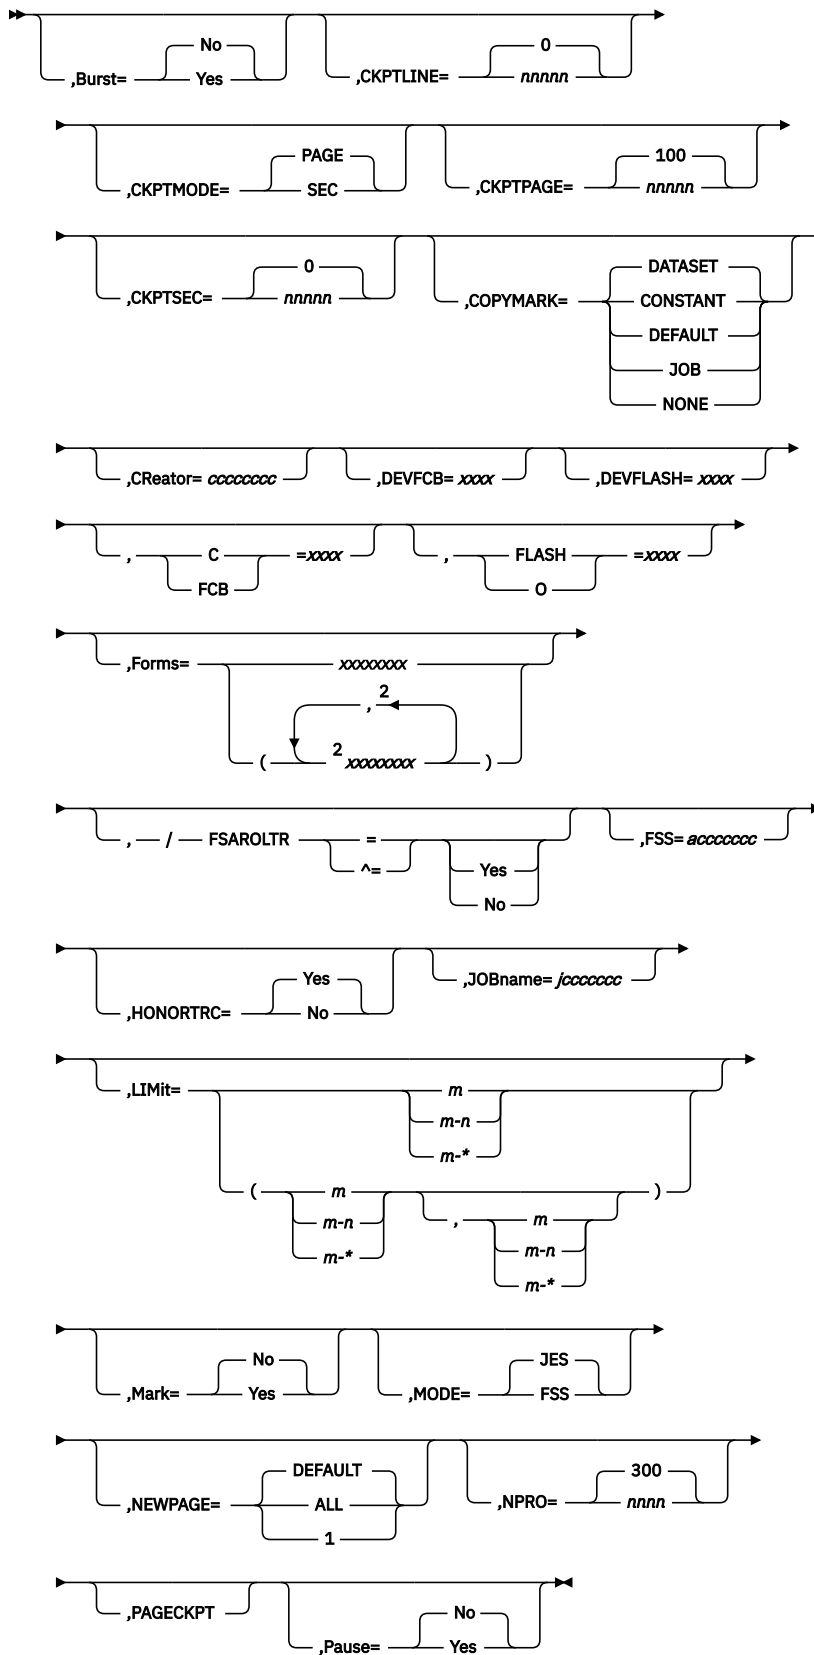 No 0
,Burst= Yes ,CKPTLINE= nnnnn
PAGE 100
,CKPTMODE= SEC ,CKPTPAGE= nnnnn
0 DATASET
,CKPTSEC= nnnnn ,COPYMARK= CONSTANT
DEFAULT
JOB
NONE
,CReator= cccccccc ,DEVFCB= xxxx ,DEVFLASH= xxxx
, C =xxxx , FLASH =xxxx
FCB O
,Forms= xxxxxxxx
, 2
( 2 xxxxxxxx )
, / FSAROLTR = ,FSS= accccccc
^= Yes
No
Yes
,HONORTRC= No ,JOBname= jccccccc
,LIMit= m
m-n
m-*
( m )
m-n , m
m-* m-n
m-*
No JES
,Mark= Yes ,MODE= FSS
DEFAULT 300
,NEWPAGE= ALL ,NPRO= nnnn
1
,PAGECKPT No
,Pause= Yes